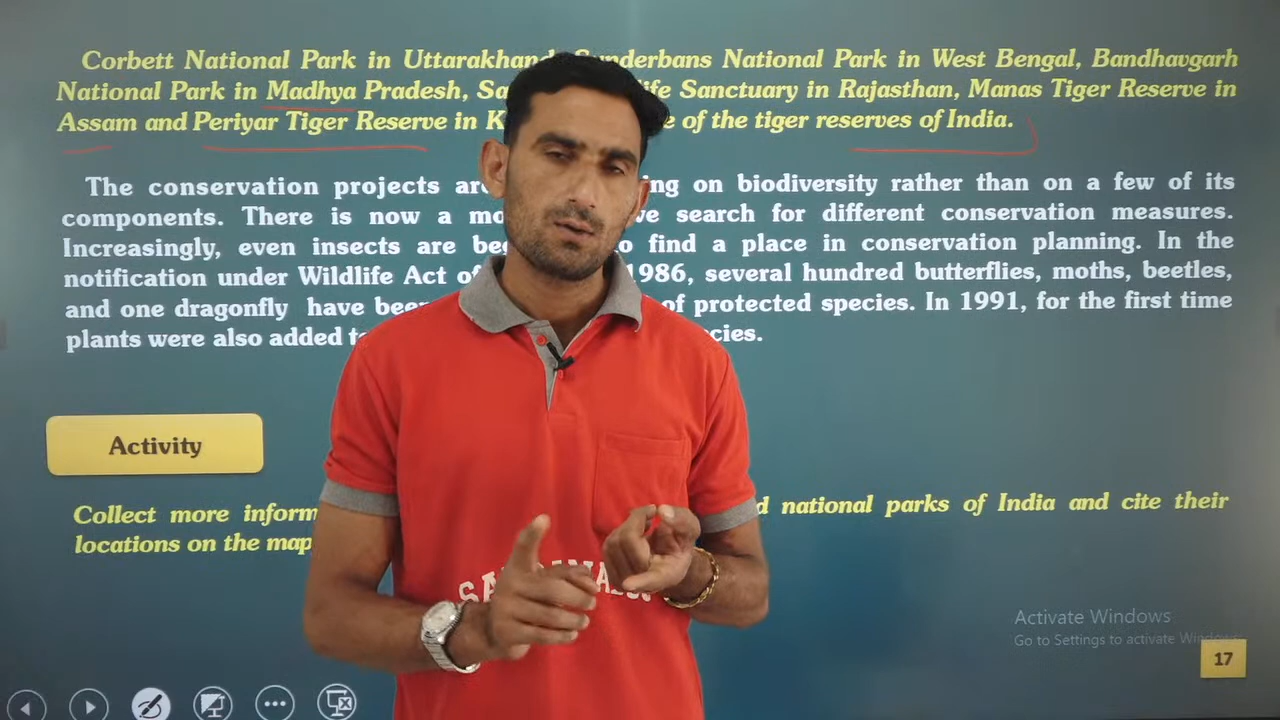 Corbett National Park in Uttarakhand, Sunderbans National Park in West Bengal, Bandhavgarh
National Park in Madhya Pradesh, Sa ife Sanctuary in Rajasthan, Manas Tiger Reserve in
Assam and Periyar Tiger Reserve in K e of the tiger reserves of India.
The conservation projects are ing on biodiversity rather than on a few of its
components. There is now a mo ve search for different conservation measures.
Increasingly, even insects are beg to find a place in conservation planning. In the
notification under Wildlife Act of 1986, several hundred butterflies, moths, beetles,
and one dragonfly have been of protected species. In 1991, for the first time
plants were also added to cies.
Activity
Collect more inform d national parks of India and cite their
locations on the map
Activate Windows
Go to Settings to activate Windows.
17